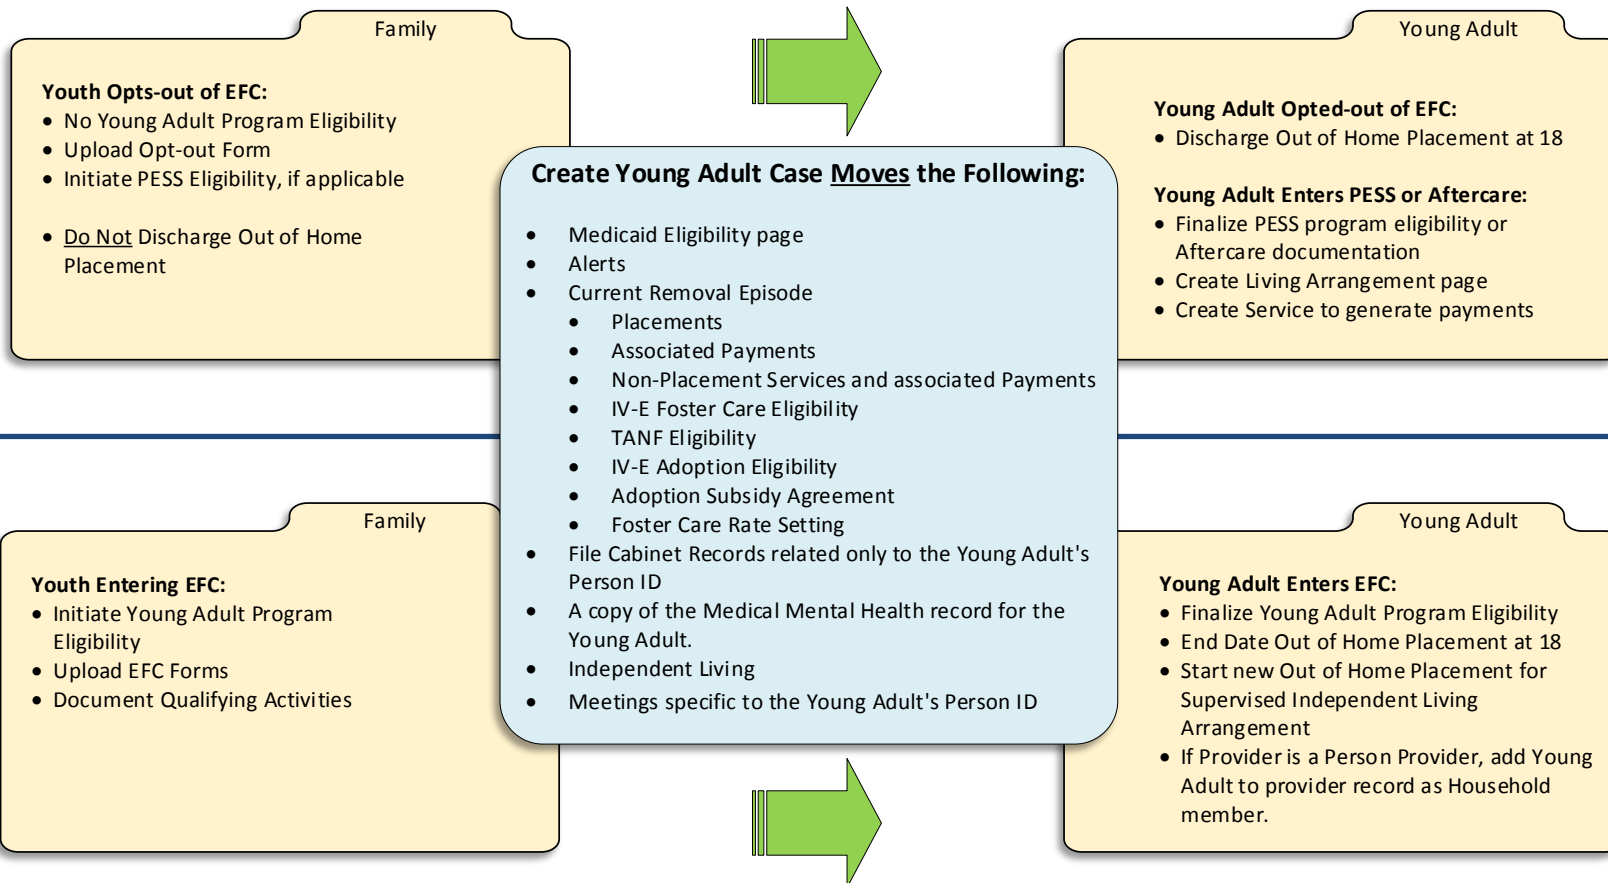 Family
Youth Opts-out of EFC:
• No Young Adult Program Eligibility
• Upload Opt-out Form
• Initiate PESS Eligibility, if applicable
• Do Not Discharge Out of Home
Placement
Create Young Adult Case Moves the Following:
• Medicaid Eligibility page
• Alerts
• Current Removal Episode
• Placements
• Associated Payments
• Non-Placement Services and associated Payments
• IV-E Foster Care Eligibility
• TANF Eligibility
• IV-E Adoption Eligibility
• Adoption Subsidy Agreement
• Foster Care Rate Setting
• File Cabinet Records related only to the Young Adult's
Person ID
• A copy of the Medical Mental Health record for the
Young Adult.
• Independent Living
• Meetings specific to the Young Adult's Person ID
Young Adult
Young Adult Opted-out of EFC:
• Discharge Out of Home Placement at 18
Young Adult Enters PESS or Aftercare:
• Finalize PESS program eligibility or
Aftercare documentation
• Create Living Arrangement page
• Create Service to generate payments
Family
Youth Entering EFC:
• Initiate Young Adult Program
Eligibility
• Upload EFC Forms
• Document Qualifying Activities
Young Adult
Young Adult Enters EFC:
• Finalize Young Adult Program Eligibility
• End Date Out of Home Placement at 18
• Start new Out of Home Placement for
Supervised Independent Living
Arrangement
• If Provider is a Person Provider, add Young
Adult to provider record as Household
member.